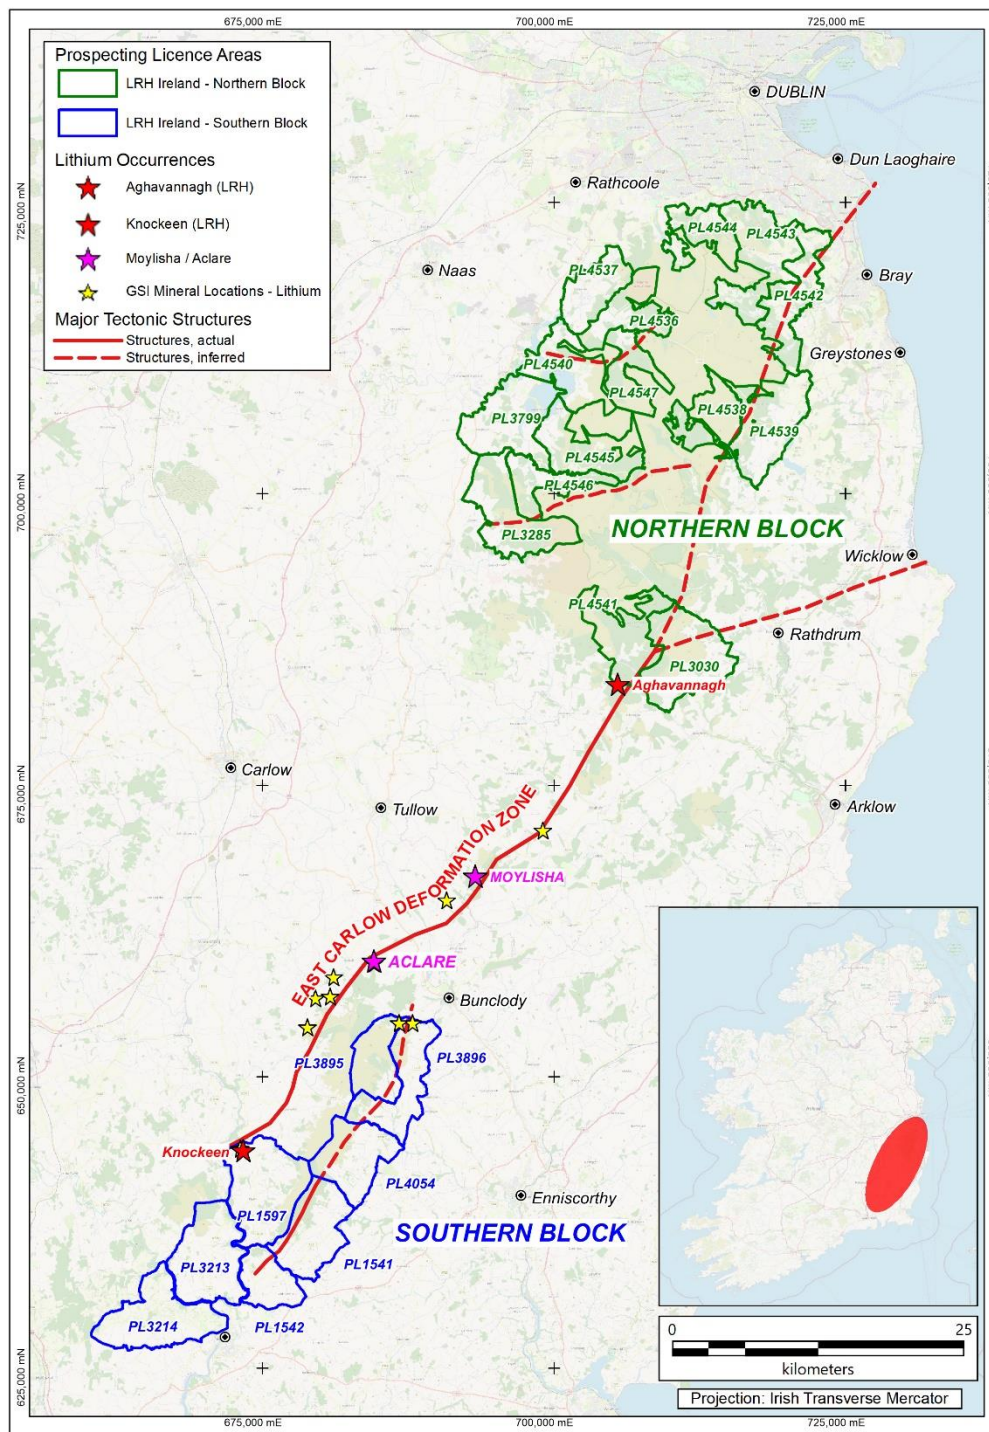 675,000 mE
700,000 mE
725,000 mE
Prospecting Licence Areas
LRH Ireland - Northern Block
LRH Ireland - Southern Block
Lithium Occurrences
Aghavannagh (LRH)
Knockeen (LRH)
Moylisha / Aclare
GSI Mineral Locations - Lithium
Major Tectonic Structures
Structures, actual
Structures, inferred
DUBLIN
Dun Laoghaire
Rathcoole
725,000 mN
PL4544
PL4543
Naas
PL4537
Bray
PL4542
PL4536
Greystones
PL4540
PL4547
PL3799
PL4538
PL4539
PL4545
PL4546
700,000 mN
PL3285
NORTHERN BLOCK
Wicklow
PL4541
Rathdrum
PL3030
Aghavannagh
Carlow
675,000 mN
Tullow
Arklow
EAST CARLOW DEFORMATION ZONE
MOYLISHA
ACLARE
Bunclody
PL3895
PL3896
650,000 mN
Knockeen
PL4054
Enniscorthy
PL1597
SOUTHERN BLOCK
PL3213
PL1541
PL3214
PL1542
625,000 mN
0 25
kilometers
Projection: Irish Transverse Mercator
675,000 mE
700,000 mE
725,000 mE